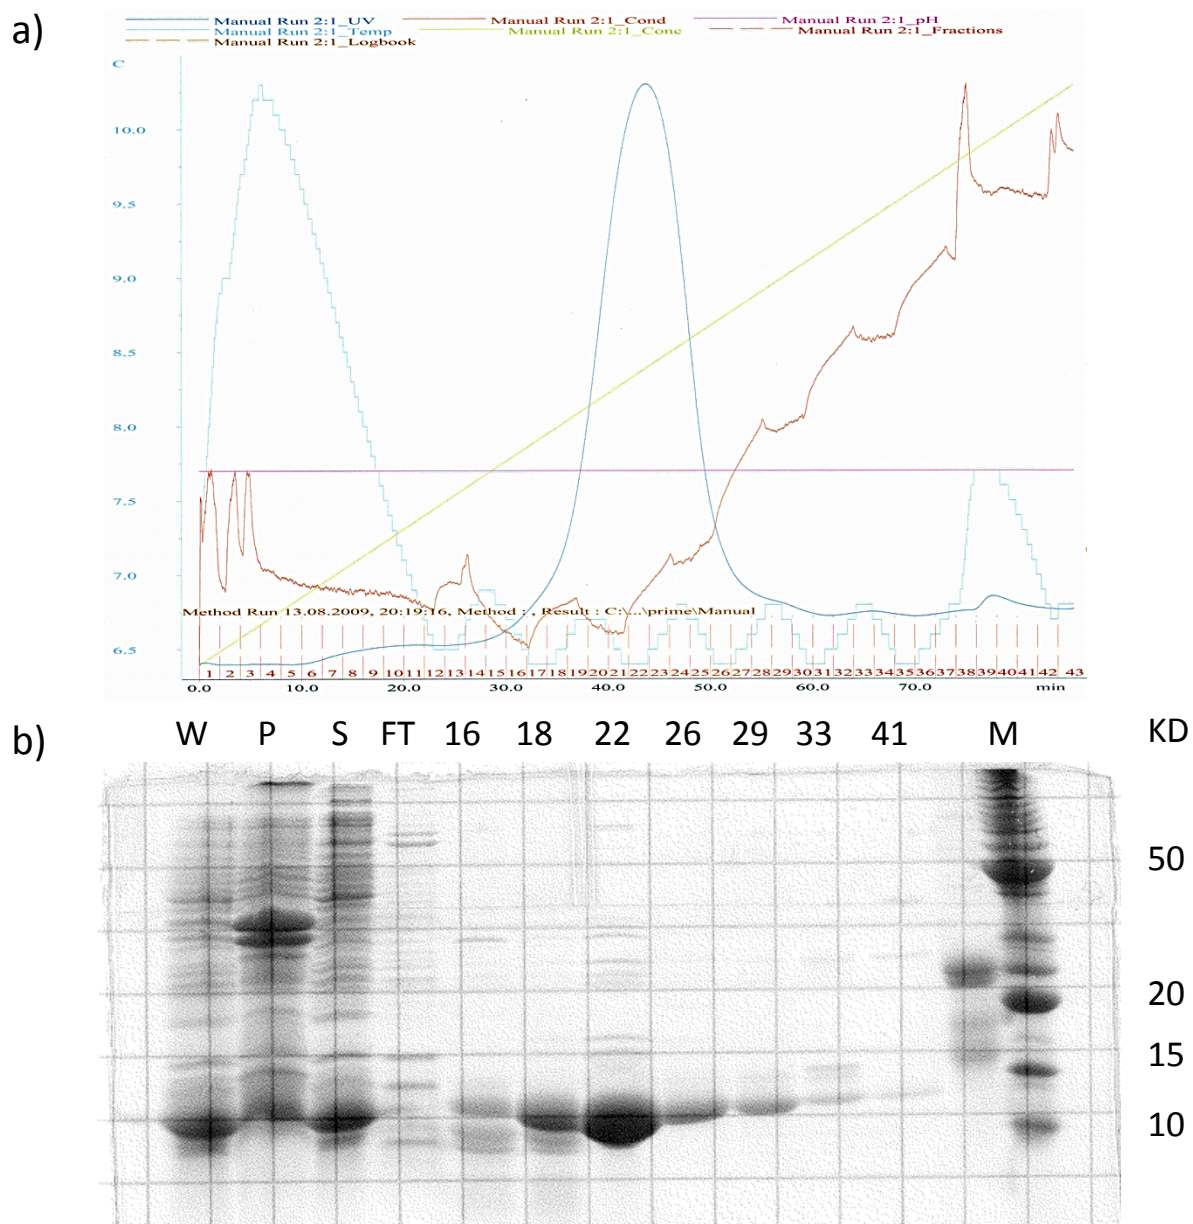 a)
Manual Run 2:1_UV Manual Run 2:1_Cond Manual Run 2:1_pH
Manual Run 2:1_Temp Manual Run 2:1_Conc Manual Run 2:1_Fractions
Manual Run 2:1_Logbook
C
10.0
9.5
9.0
8.5
8.0
7.5
7.0
Method Run 13.08.2009, 20:19:16, Method : , Result : C:\...\prime\Manual
6.5
1 2 3 4 5 6 7 8 9 10 11 12 13 14 15 16 17 18 19 20 21 22 23 24 25 26 27 28 29 30 31 32 33 34 35 36 37 38 39 40 41 42 43
0.0 10.0 20.0 30.0 40.0 50.0 60.0 70.0 min
b) W P S FT 16 18 22 26 29 33 41 M KD
50
20
15
10